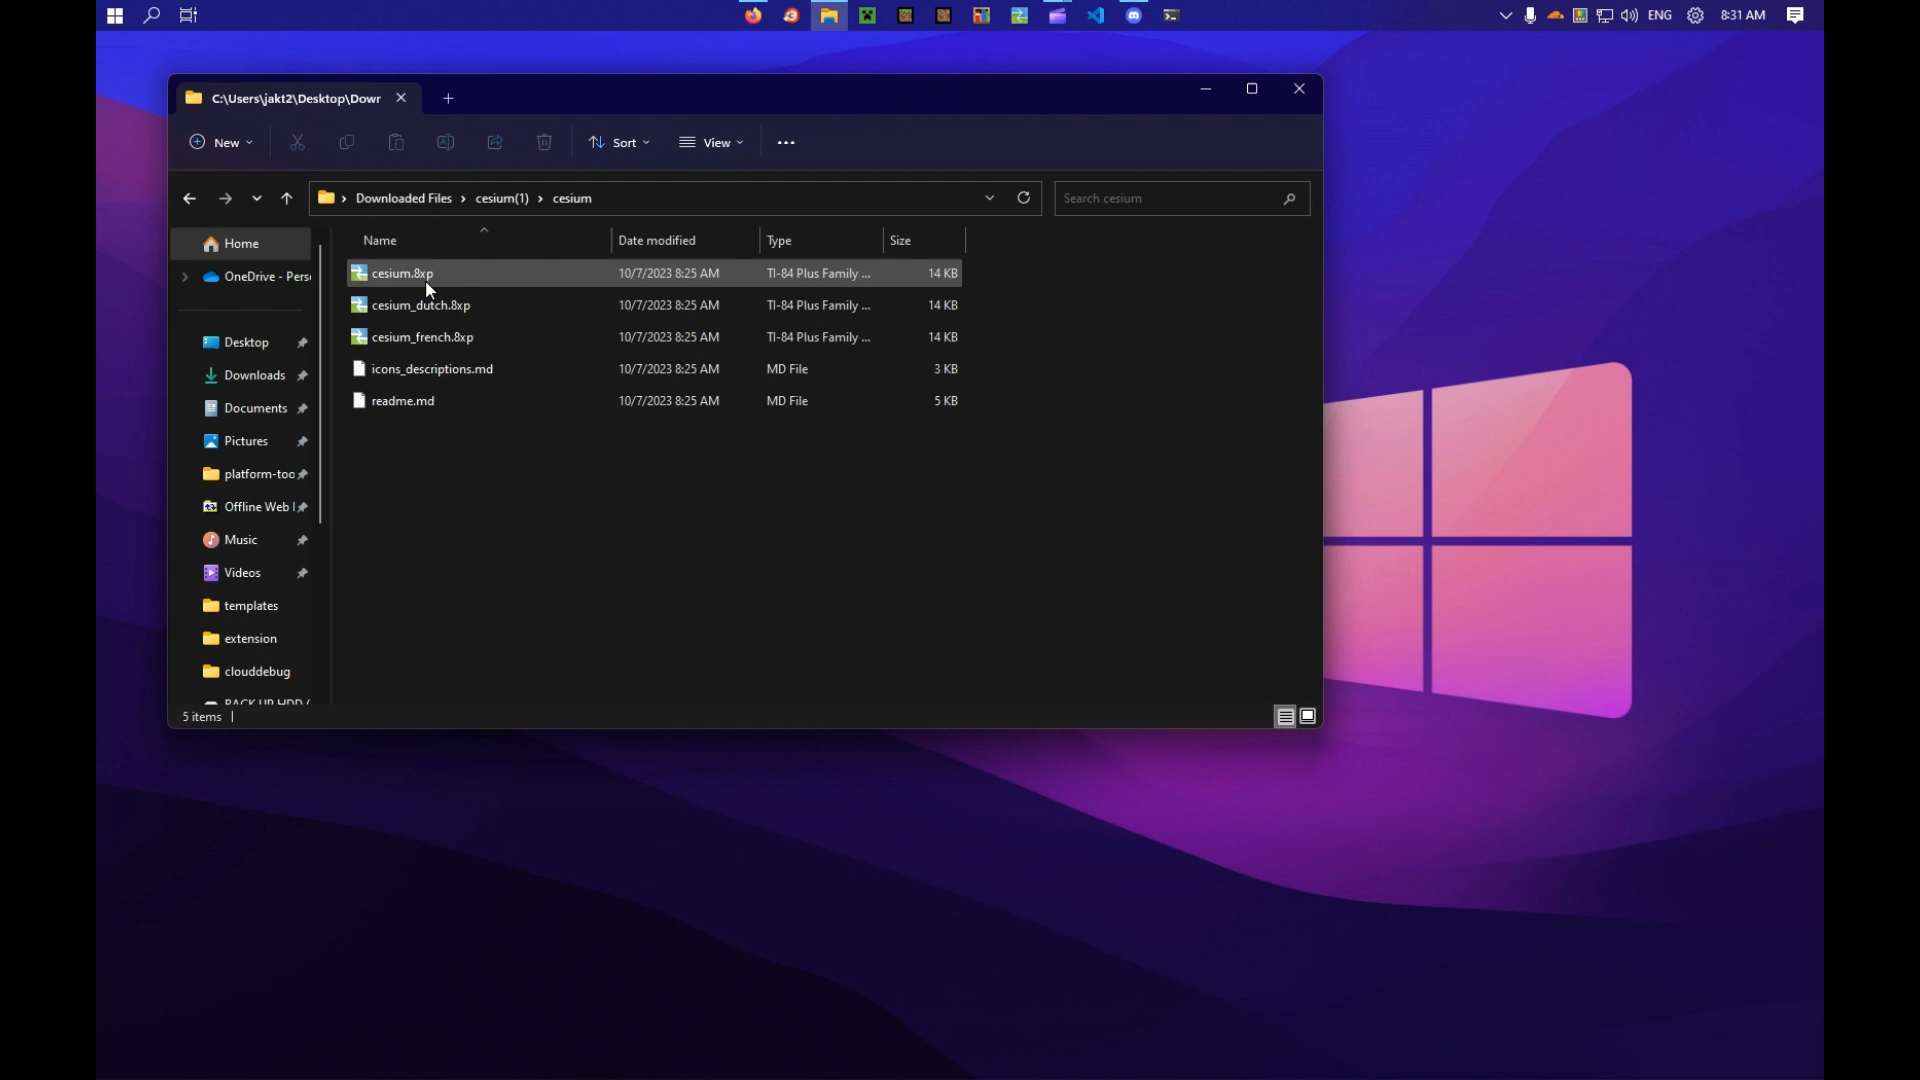 ENG
8:31 AM
C:\Users\jakt2\Desktop\Dowr
New
Sort
View
Downloaded Files > cesium(1) > cesium
Search cesium
Name Date modified Type Size
cesium.8xp 10/7/2023 8:25 AM TI-84 Plus Family ... 14 KB
cesium_dutch.8xp 10/7/2023 8:25 AM TI-84 Plus Family ... 14 KB
cesium_french.8xp 10/7/2023 8:25 AM TI-84 Plus Family ... 14 KB
icons_descriptions.md 10/7/2023 8:25 AM MD File 3 KB
readme.md 10/7/2023 8:25 AM MD File 5 KB
Home
OneDrive - Pers
Desktop
Downloads
Documents
Pictures
platform-too
Offline Web
Music
Videos
templates
extension
clouddebug
BACK UP HDD (
5 items